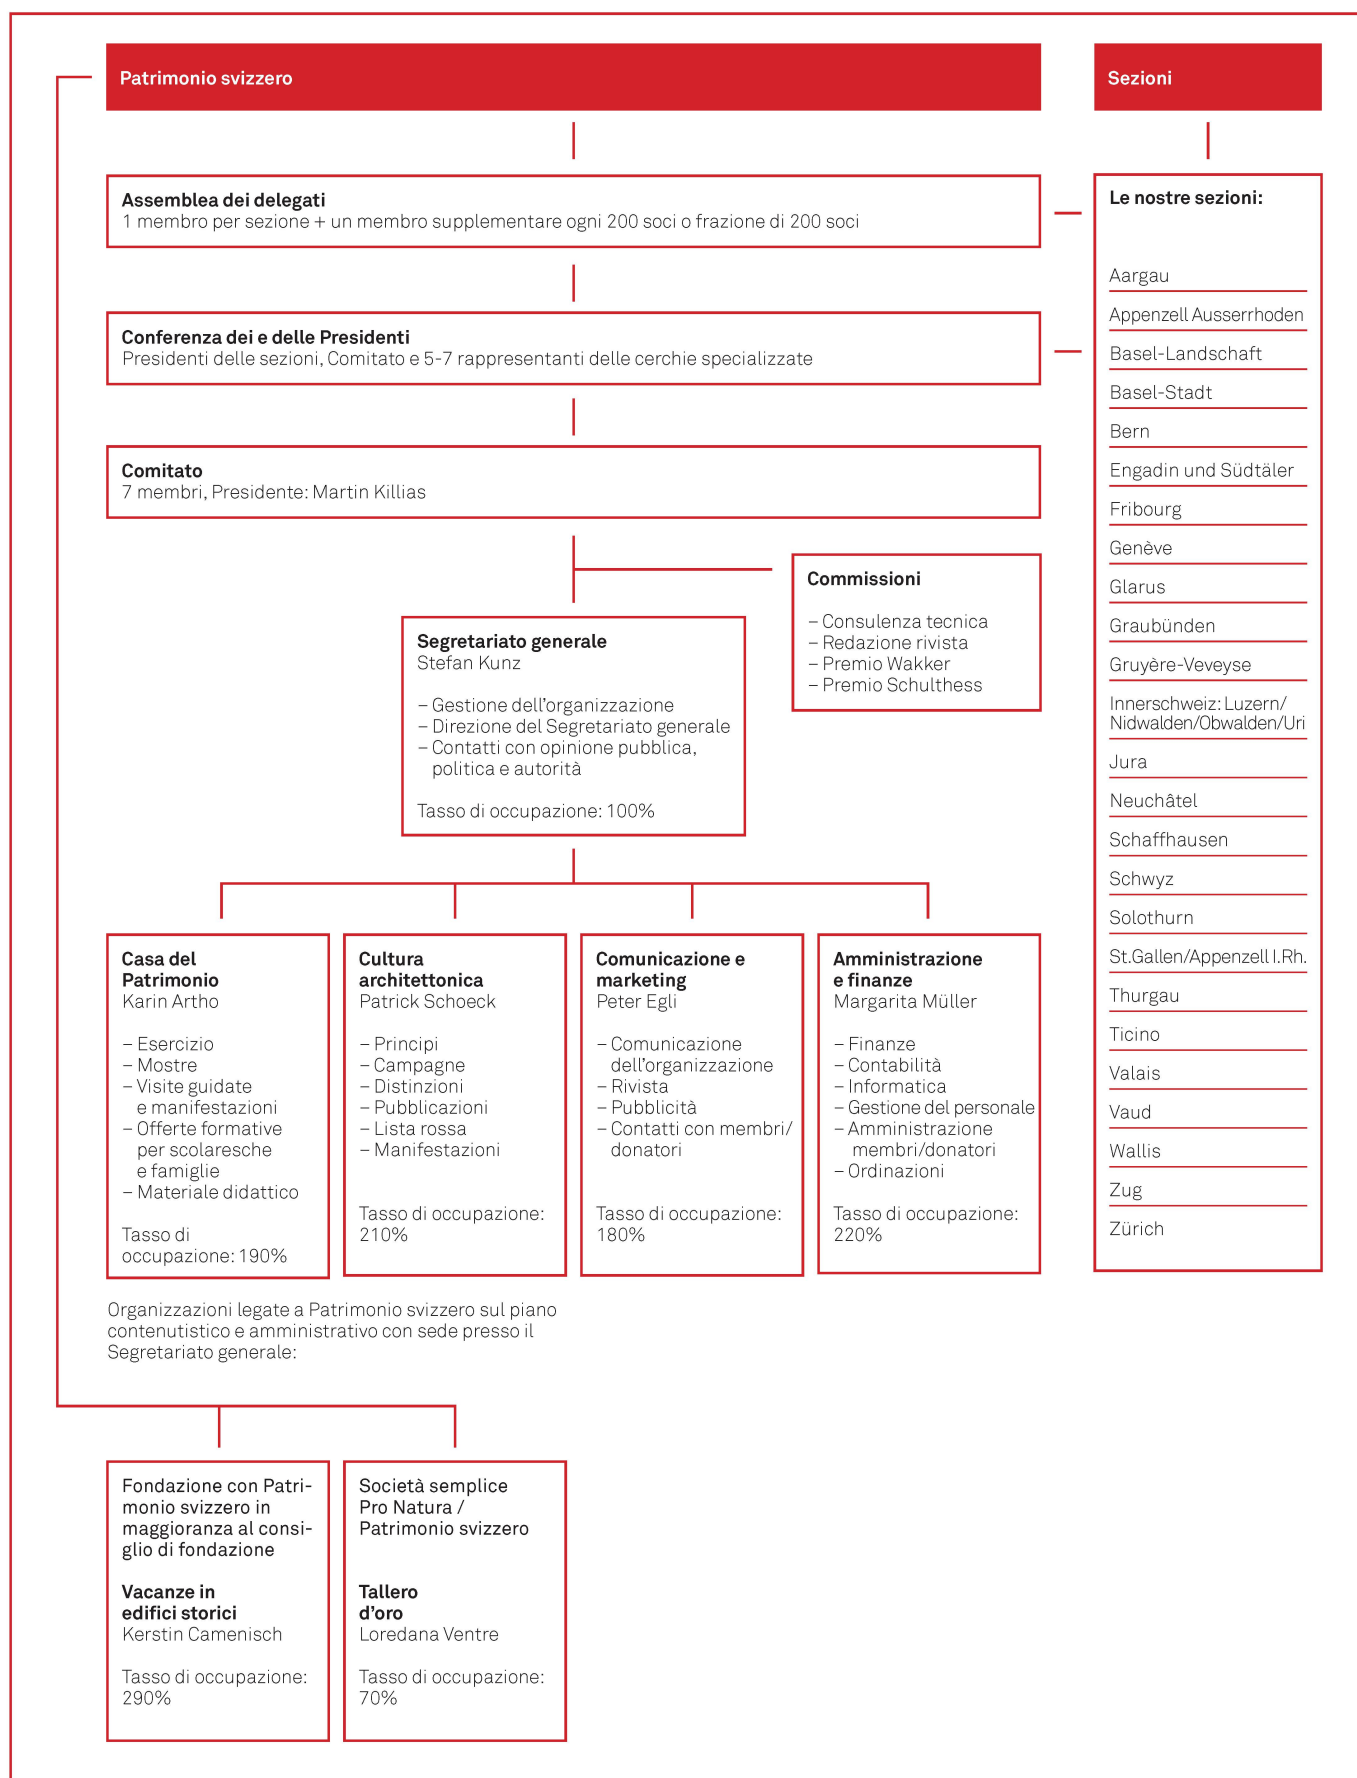 Patrimonio svizzero
Assemblea dei delegati
1 membro per sezione + un membro supplementare ogni 200 soci o frazione di 200 soci
Conferenza dei e delle Presidenti
Presidenti delle sezioni, Comitato e 5-7 rappresentanti delle cerchie specializzate
Comitato
7 membri, Presidente: Martin Killias
Commissioni
– Consulenza tecnica
– Redazione rivista
– Premio Wakker
– Premio Schulthess
Segretariato generale
Stefan Kunz
– Gestione dell'organizzazione
– Direzione del Segretariato generale
– Contatti con opinione pubblica,
politica e autorità
Tasso di occupazione: 100%
Casa del
Patrimonio
Karin Artho
– Esercizio
– Mostre
– Visite guidate
e manifestazioni
– Offerte formative
per scolaresche
e famiglie
– Materiale didattico
Tasso di
occupazione: 190%
Cultura
architettonica
Patrick Schoeck
– Principi
– Campagne
– Distinzioni
– Pubblicazioni
– Lista rossa
– Manifestazioni
Tasso di occupazione:
210%
Comunicazione e
marketing
Peter Egli
– Comunicazione
dell'organizzazione
– Rivista
– Pubblicità
– Contatti con membri/
donatori
Tasso di occupazione:
180%
Amministrazione
e finanze
Margarita Müller
– Finanze
– Contabilità
– Informatica
– Gestione del personale
– Amministrazione
membri/donatori
– Ordinazioni
Tasso di occupazione:
220%
Organizzazioni legate a Patrimonio svizzero sul piano
contenutistico e amministrativo con sede presso il
Segretariato generale:
Fondazione con Patri-
monio svizzero in
maggioranza al consi-
glio di fondazione
Vacanze in
edifici storici
Kerstin Camenisch
Tasso di occupazione:
290%
Società semplice
Pro Natura /
Patrimonio svizzero
Tallero
d'oro
Loredana Ventre
Tasso di occupazione:
70%
Sezioni
Le nostre sezioni:
Aargau
Appenzell Ausserrhoden
Basel-Landschaft
Basel-Stadt
Bern
Engadin und Südtäler
Fribourg
Genève
Glarus
Graubünden
Gruyère-Veveyse
Innerschweiz: Luzern/
Nidwalden/Obwalden/Uri
Jura
Neuchâtel
Schaffhausen
Schwyz
Solothurn
St.Gallen/Appenzell I.Rh.
Thurgau
Ticino
Valais
Vaud
Wallis
Zug
Zürich